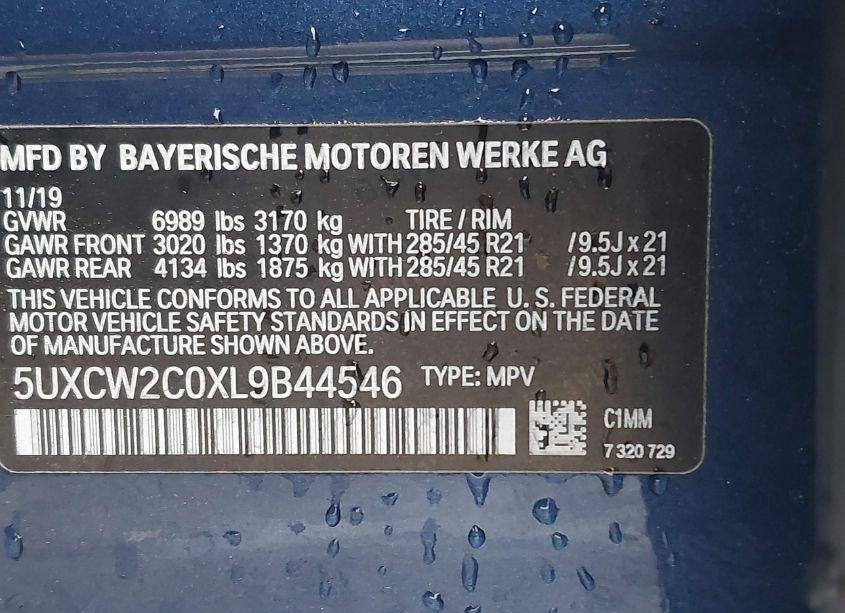 MFD BY BAYERISCHE MOTOREN WERKE AG
11/19
GVWR 6989 lbs 3170 kg TIRE / RIM
GAWR FRONT 3020 lbs 1370 kg WITH 285/45 R21 /9.5J x 21
GAWR REAR 4134 lbs 1875 kg WITH 285/45 R21 /9.5J x 21
THIS VEHICLE CONFORMS TO ALL APPLICABLE U. S. FEDERAL
MOTOR VEHICLE SAFETY STANDARDS IN EFFECT ON THE DATE
OF MANUFACTURE SHOWN ABOVE.
5UXCW2C0XL9B44546 TYPE: MPV
C1MM
7 320 729